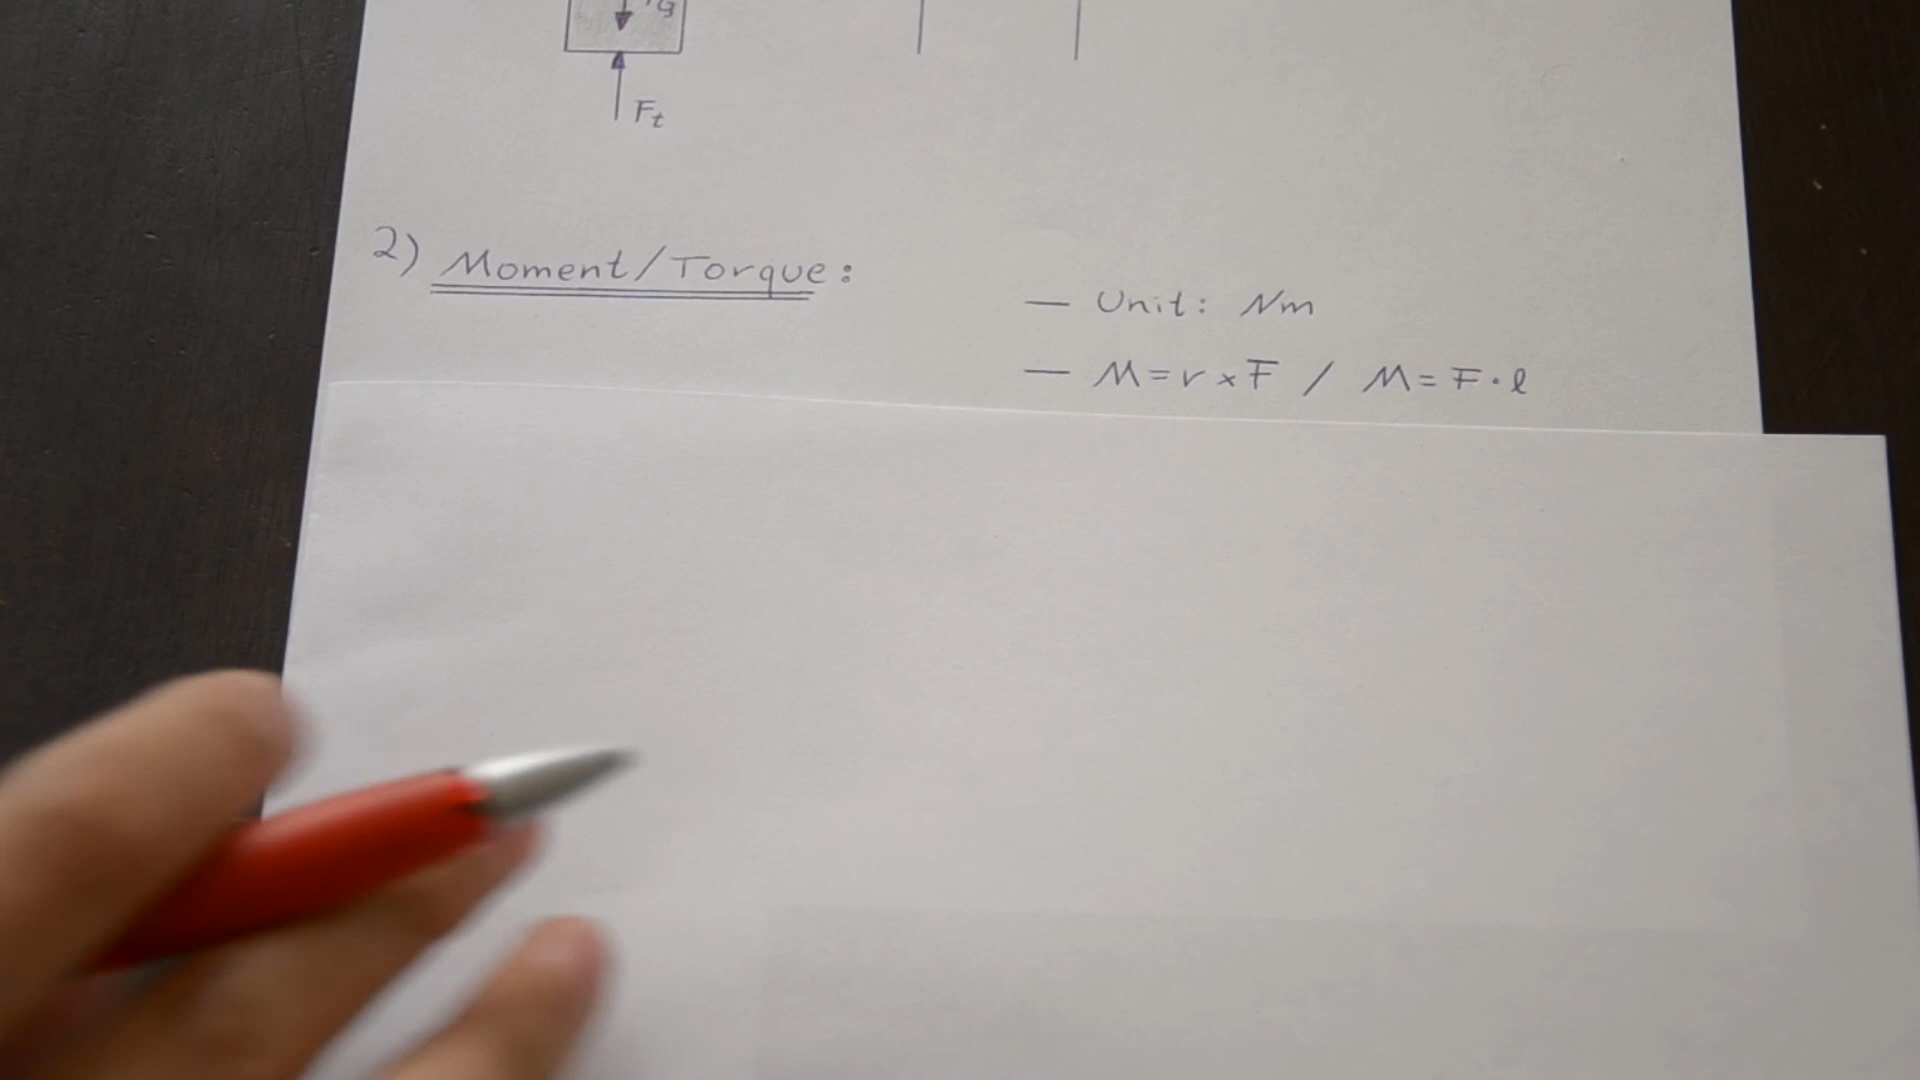 Ft
2) Moment/Torque:
— Unit: Nm
— M=r×F / M=F·l